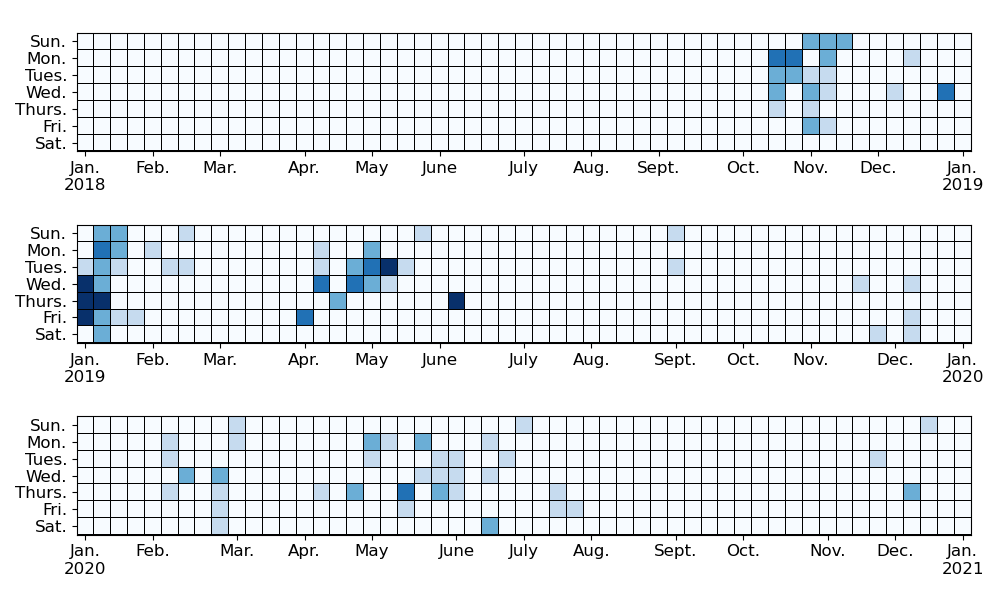 Sun.
Mon.
Tues.
Wed.
Thurs.
Fri.
Sat.
Jan. Feb. Mar. Apr. May June July Aug. Sept. Oct. Nov. Dec. Jan.
2018 2019
Sun.
Mon.
Tues.
Wed.
Thurs.
Fri.
Sat.
Jan. Feb. Mar. Apr. May June July Aug. Sept. Oct. Nov. Dec. Jan.
2019 2020
Sun.
Mon.
Tues.
Wed.
Thurs.
Fri.
Sat.
Jan. Feb. Mar. Apr. May June July Aug. Sept. Oct. Nov. Dec. Jan.
2020 2021